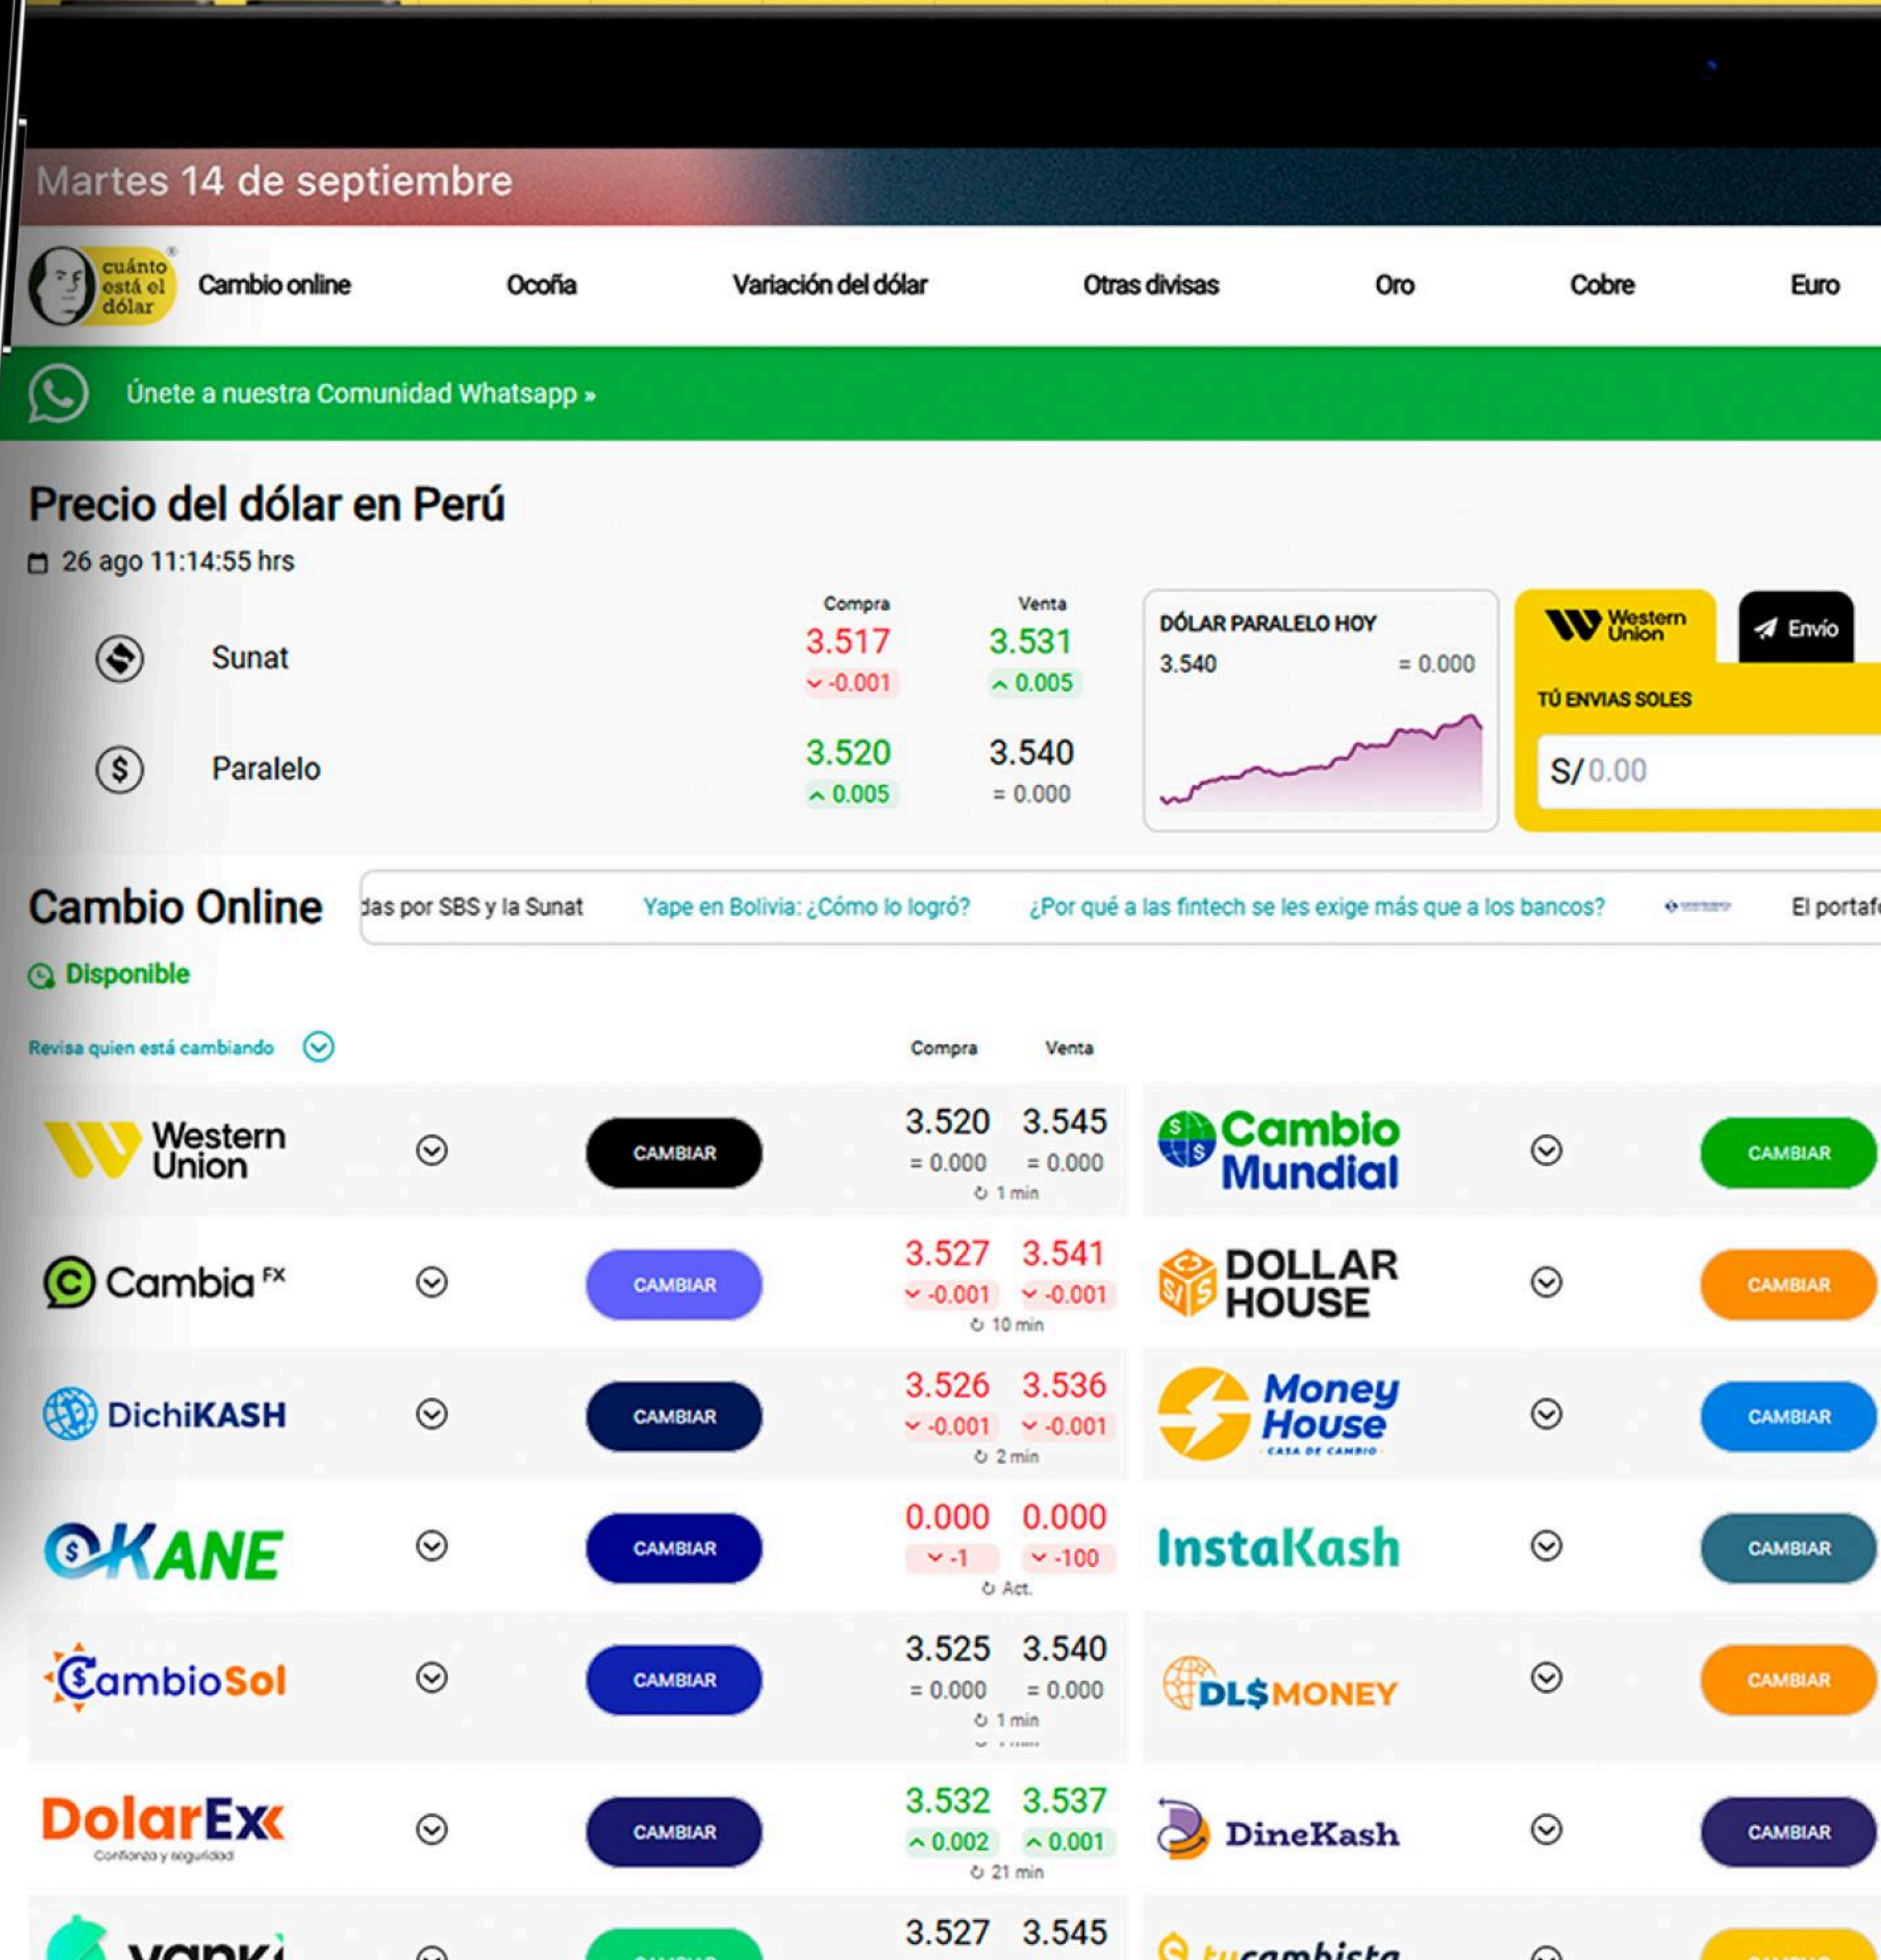 Martes 14 de septiembre
cuánto
está el
dólar
®
Cambio online Ocoña Variación del dólar Otras divisas Oro Cobre Euro
Únete a nuestra Comunidad Whatsapp »
Precio del dólar en Perú
26 ago 11:14:55 hrs
Compra Venta
Sunat 3.517 3.531
-0.001 0.005
Paralelo 3.520 3.540
0.005 = 0.000
DÓLAR PARALELO HOY
3.540 = 0.000
Western
Union
Envío
TÚ ENVIAS SOLES
S/ 0.00
Cambio Online
das por SBS y la Sunat Yape en Bolivia: ¿Cómo lo logró? ¿Por qué a las fintech se les exige más que a los bancos? El portafo
Disponible
Revisa quien está cambiando Compra Venta
Western
Union
CAMBIAR
3.520 3.545
= 0.000 = 0.000
1 min
Cambio
Mundial
CAMBIAR
Cambia FX
CAMBIAR
3.527 3.541
-0.001 -0.001
10 min
DOLLAR
HOUSE
CAMBIAR
DichiKASH
CAMBIAR
3.526 3.536
-0.001 -0.001
2 min
Money
House
CASA DE CAMBIO
CAMBIAR
OKANE
CAMBIAR
0.000 0.000
-1 -100
Act.
InstaKash
CAMBIAR
CambioSol
CAMBIAR
3.525 3.540
= 0.000 = 0.000
1 min
DL$MONEY
CAMBIAR
DolarEx
Confianza y seguridad
CAMBIAR
3.532 3.537
0.002 0.001
21 min
DineKash
CAMBIAR
yanki
3.527 3.545
tucambista